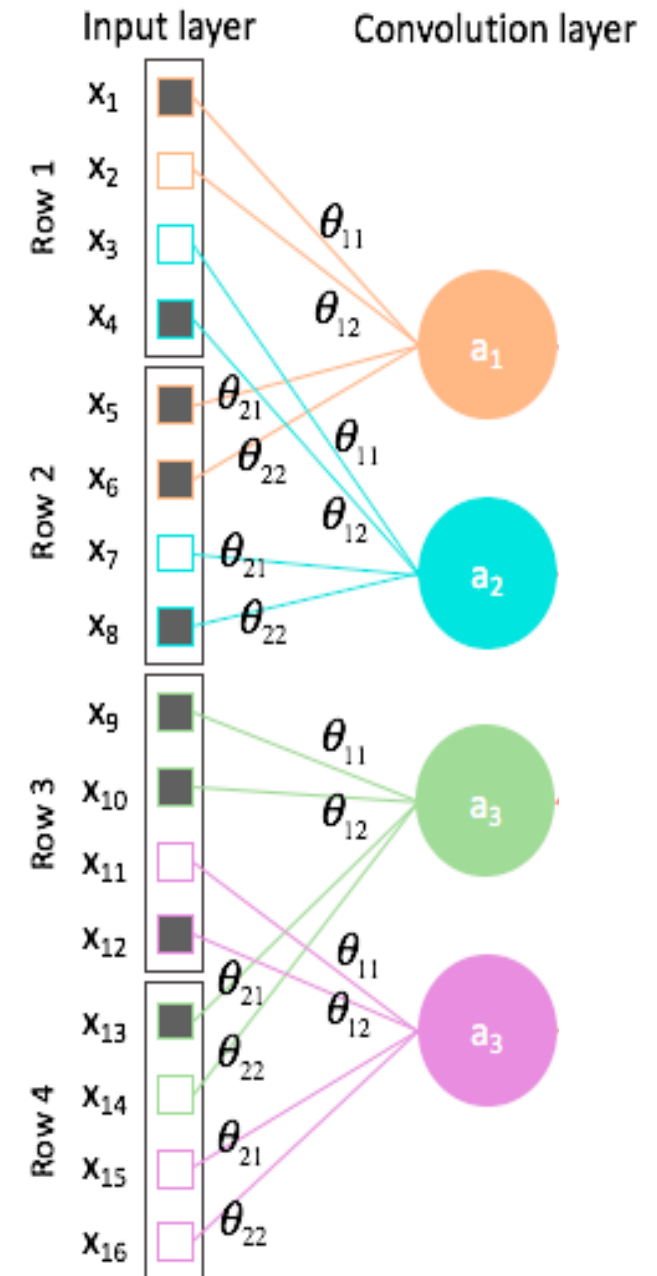 Input layer
Convolution layer
Row 1
x₁
x₂
x₃
x₄
θ₁₁
θ₁₂
a₁
Row 2
x₅
x₆
x₇
x₈
θ₂₁
θ₂₂
θ₁₁
θ₁₂
θ₂₁
θ₂₂
a₂
Row 3
x₉
x₁₀
x₁₁
x₁₂
θ₁₁
θ₁₂
a₃
Row 4
x₁₃
x₁₄
x₁₅
x₁₆
θ₂₁
θ₂₂
θ₁₁
θ₁₂
θ₂₁
θ₂₂
a₃